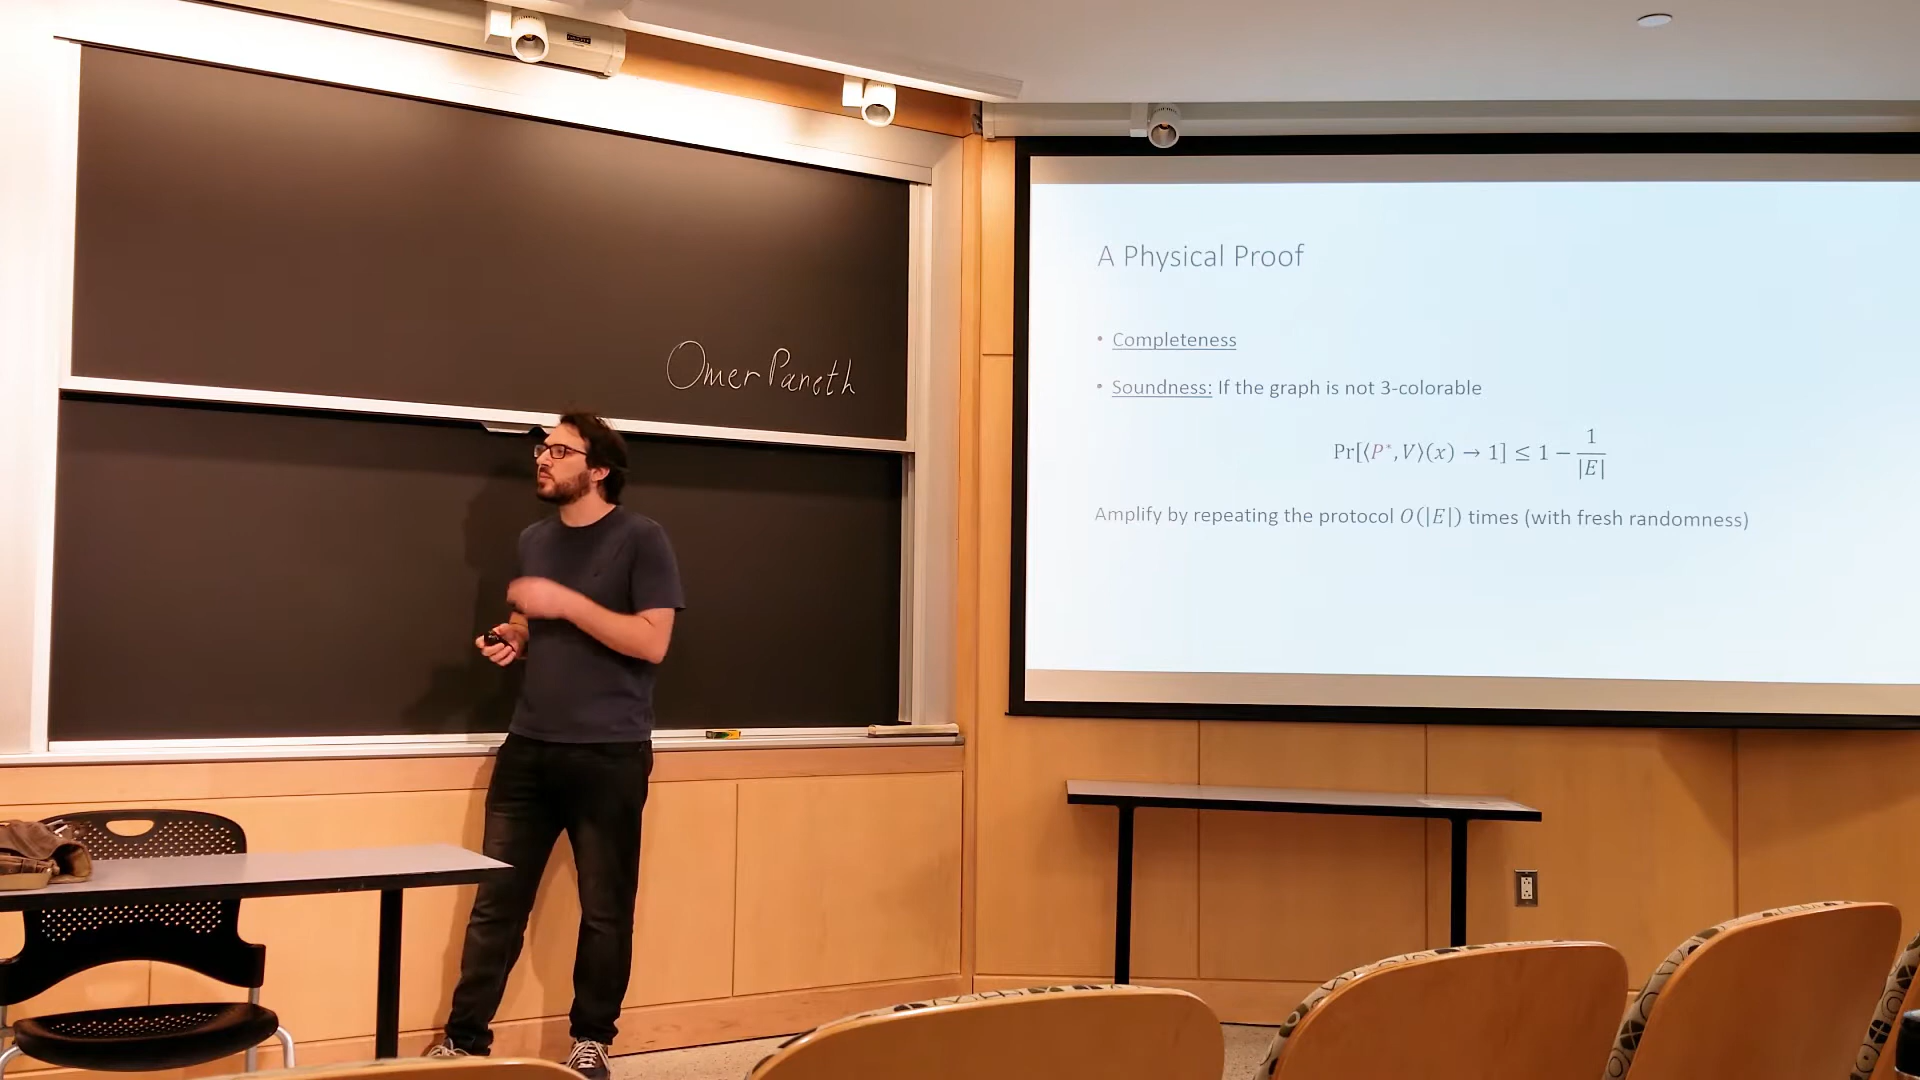 Omer Paneth
A Physical Proof
• Completeness
• Soundness: If the graph is not 3-colorable
Pr[⟨P*, V⟩(x) → 1] ≤ 1 − 1/|E|
Amplify by repeating the protocol O(|E|) times (with fresh randomness)